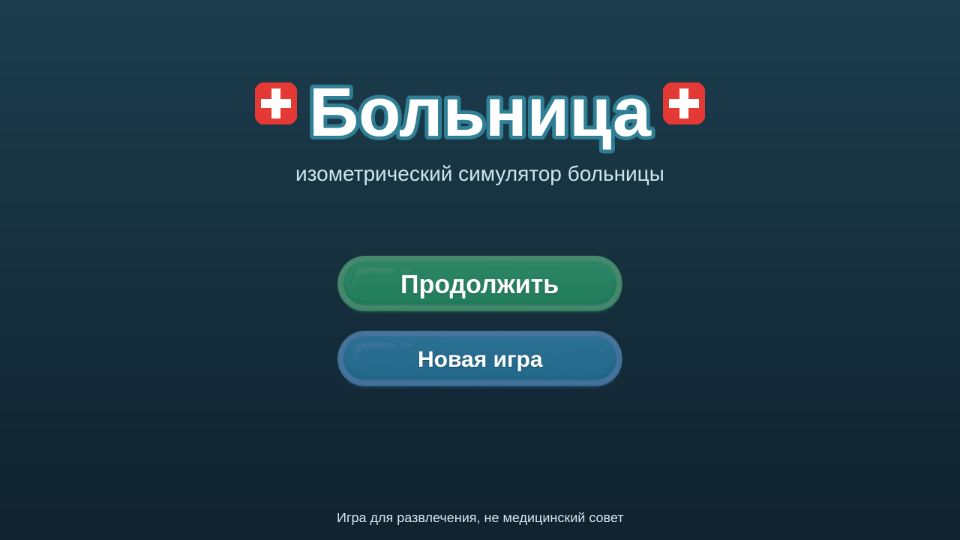 Больница
изометрический симулятор больницы
Продолжить
Новая игра
Игра для развлечения, не медицинский совет